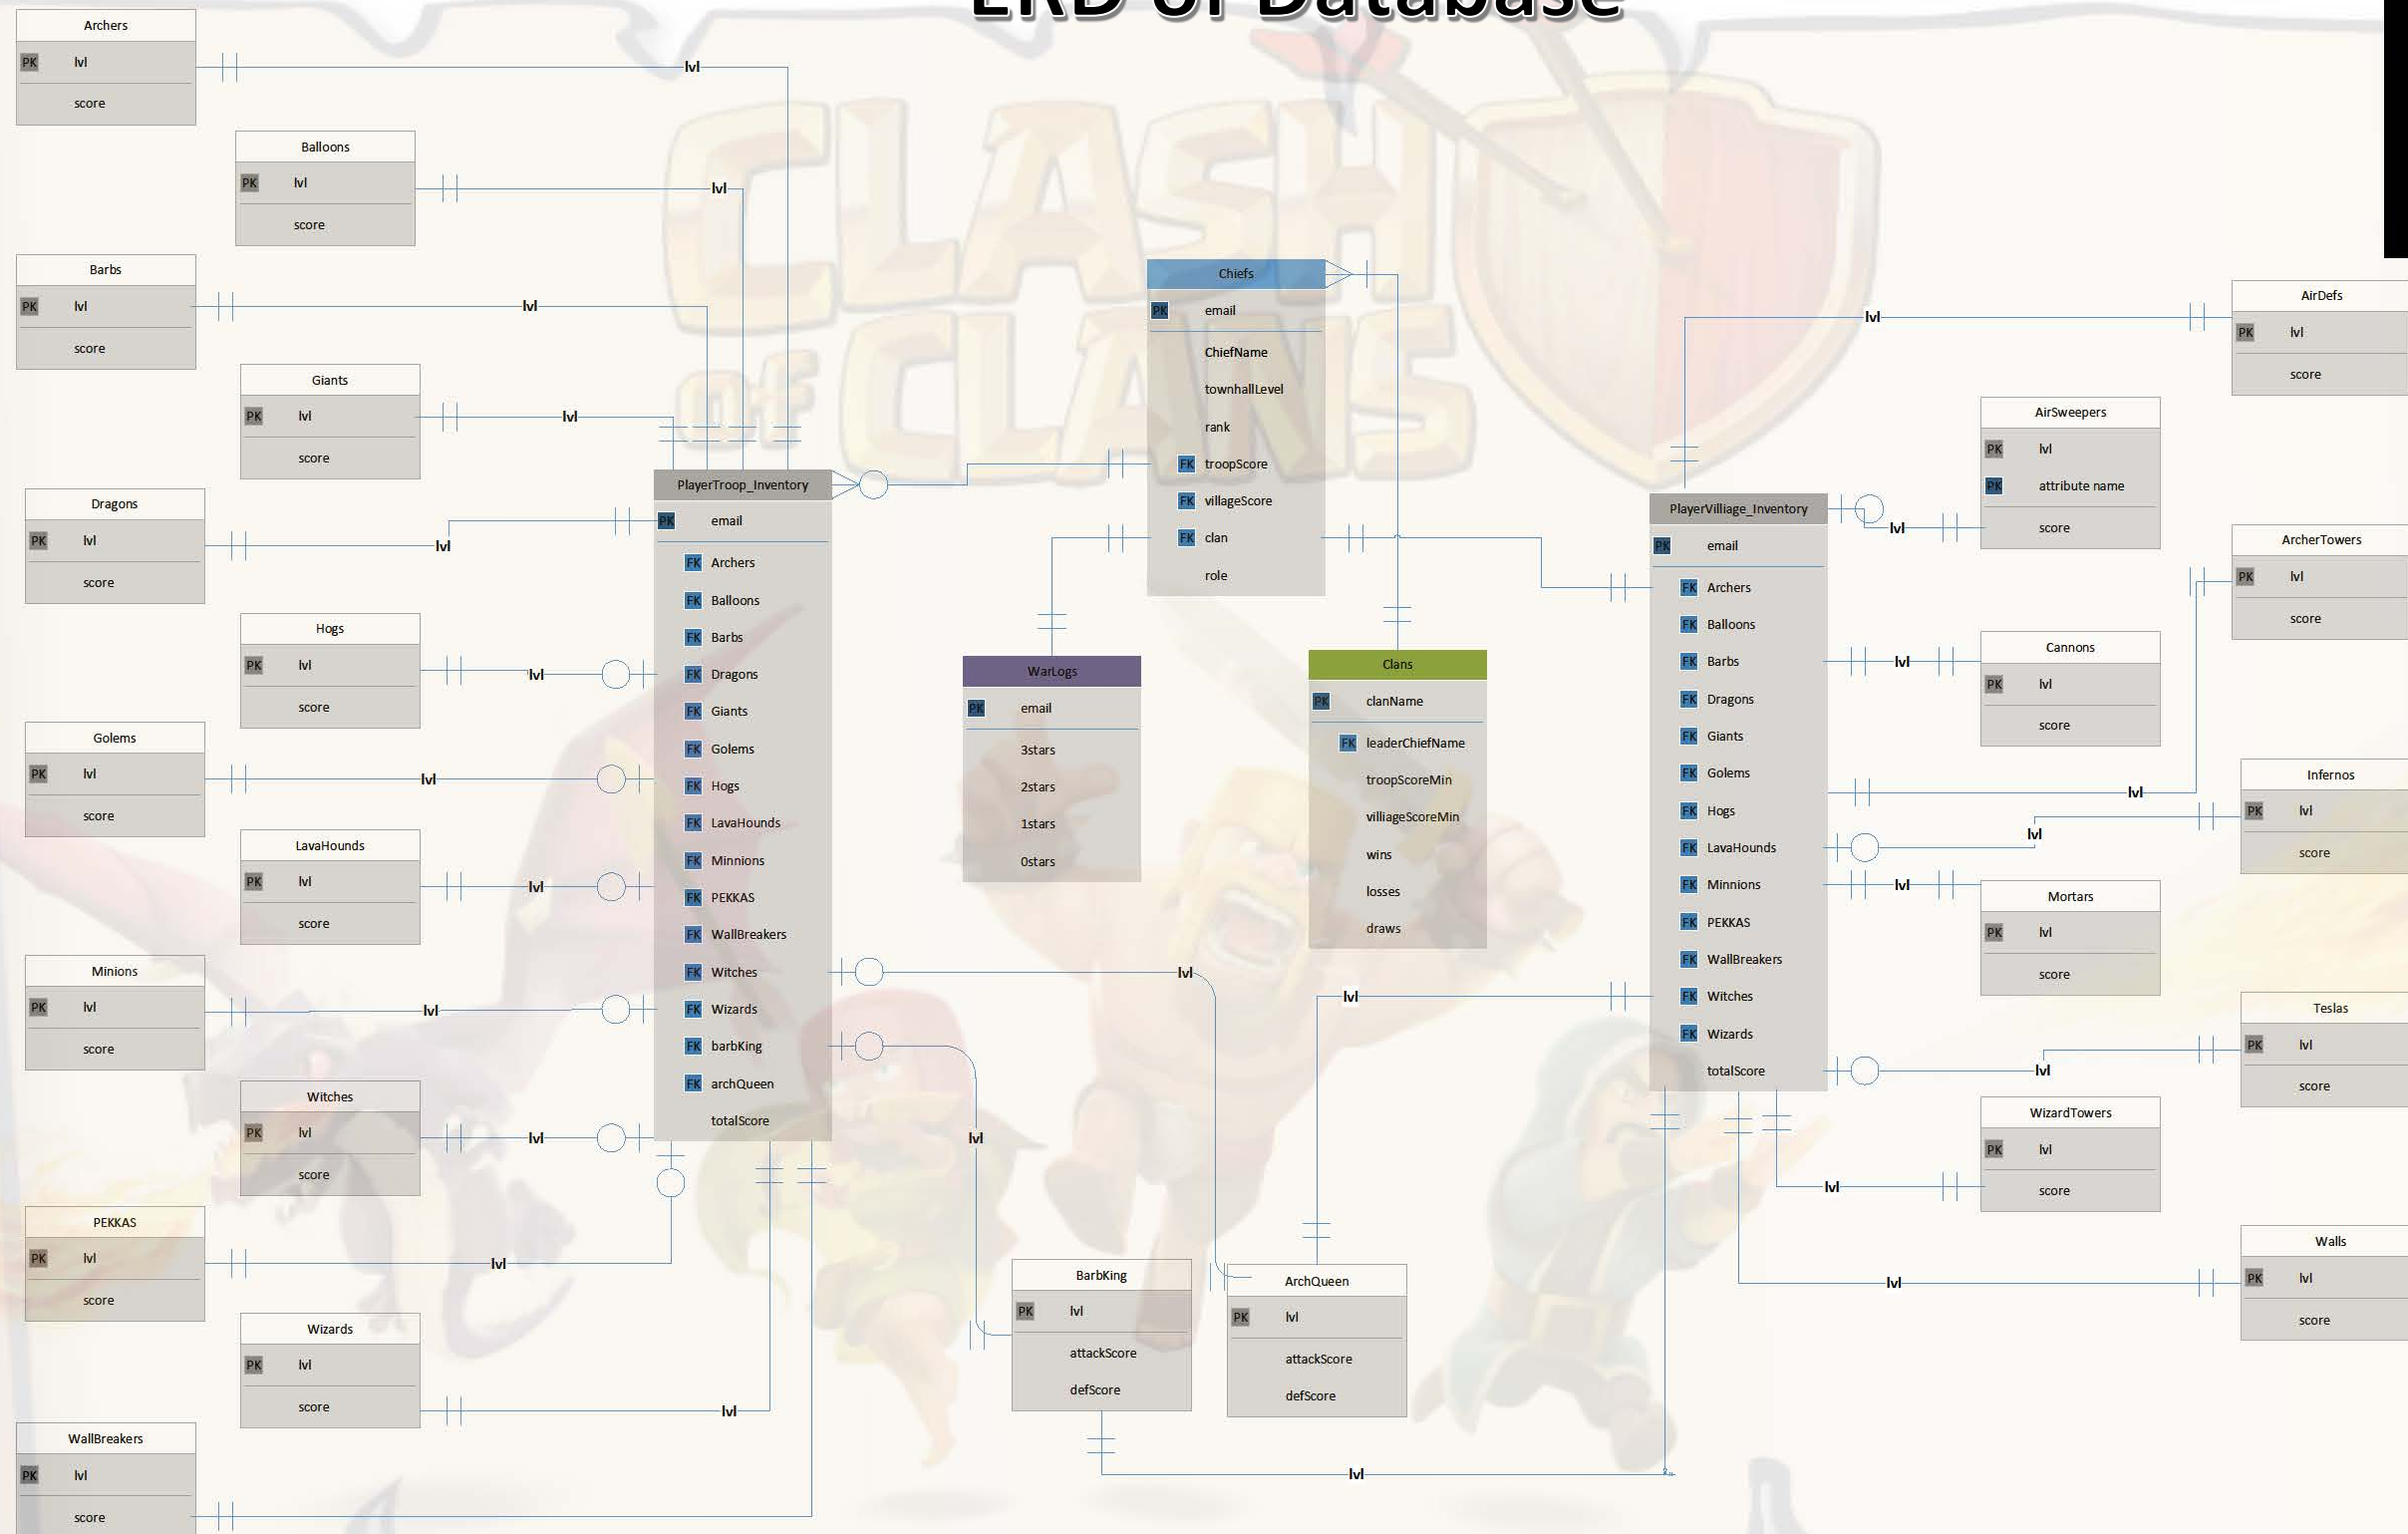 ERD of Database
CLASH
of CLANS
Archers
PK lvl
score
lvl
Balloons
PK lvl
score
lvl
Barbs
PK lvl
score
lvl
Giants
PK lvl
score
lvl
Dragons
PK lvl
score
lvl
Hogs
PK lvl
score
lvl
Golems
PK lvl
score
lvl
LavaHounds
PK lvl
score
lvl
Minions
PK lvl
score
lvl
Witches
PK lvl
score
lvl
PEKKAS
PK lvl
score
lvl
Wizards
PK lvl
score
lvl
WallBreakers
PK lvl
score
PlayerTroop_Inventory
PK email
FK Archers
FK Balloons
FK Barbs
FK Dragons
FK Giants
FK Golems
FK Hogs
FK LavaHounds
FK Minnions
FK PEKKAS
FK WallBreakers
FK Witches
FK Wizards
FK barbKing
FK archQueen
totalScore
lvl
lvl
Chiefs
PK email
ChiefName
townhallLevel
rank
FK troopScore
FK villageScore
FK clan
role
WarLogs
PK email
3stars
2stars
1stars
0stars
Clans
PK clanName
FK leaderChiefName
troopScoreMin
villiageScoreMin
wins
losses
draws
BarbKing
PK lvl
attackScore
defScore
lvl
ArchQueen
PK lvl
attackScore
defScore
lvl
PlayerVilliage_Inventory
PK email
FK Archers
FK Balloons
FK Barbs
FK Dragons
FK Giants
FK Golems
FK Hogs
FK LavaHounds
FK Minnions
FK PEKKAS
FK WallBreakers
FK Witches
FK Wizards
totalScore
AirDefs
PK lvl
score
lvl
AirSweepers
PK lvl
PK attribute name
score
lvl
ArcherTowers
PK lvl
score
lvl
Cannons
PK lvl
score
lvl
Infernos
PK lvl
score
lvl
Mortars
PK lvl
score
lvl
Teslas
PK lvl
score
lvl
WizardTowers
PK lvl
score
lvl
Walls
PK lvl
score
lvl